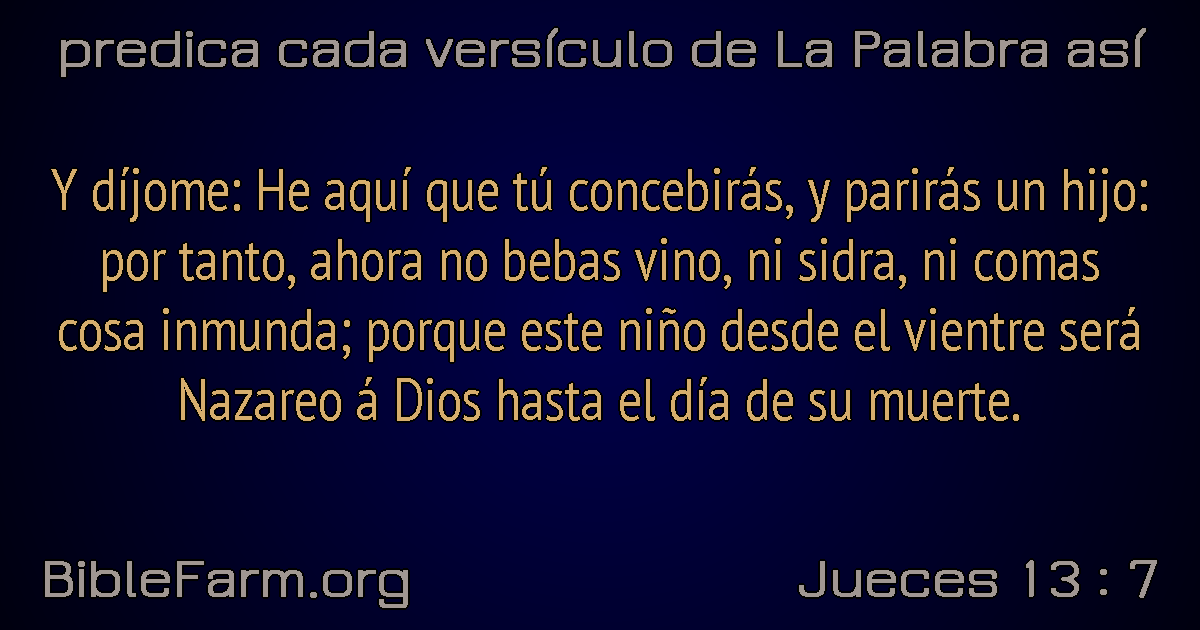 predica cada versículo de La Palabra así
Y díjome: He aquí que tú concebirás, y parirás un hijo:
por tanto, ahora no bebas vino, ni sidra, ni comas
cosa inmunda; porque este niño desde el vientre será
Nazareo á Dios hasta el día de su muerte.
BibleFarm.org
Jueces 13 : 7